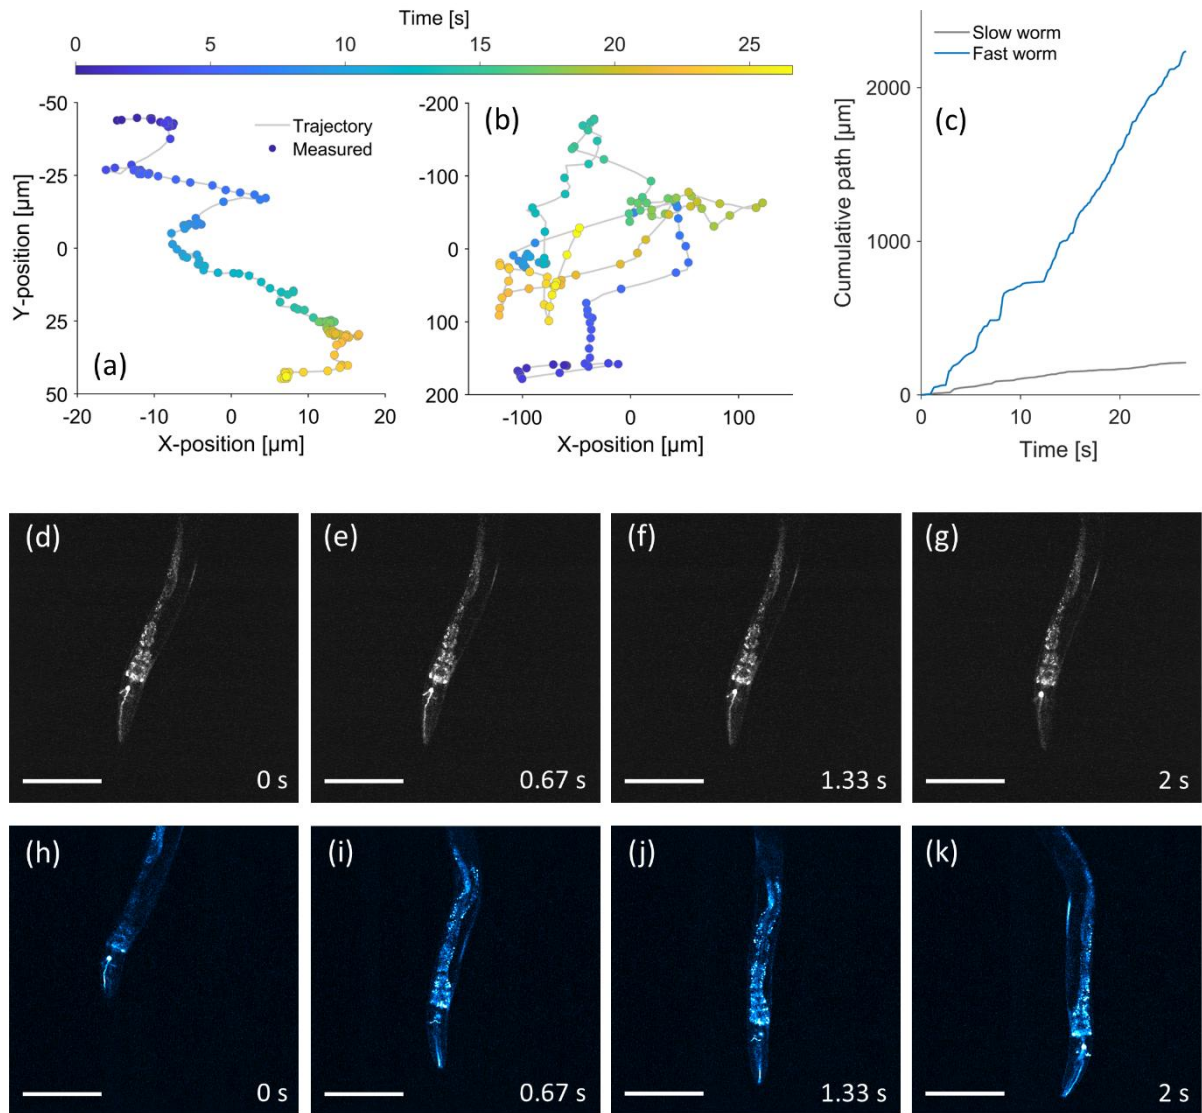 Time [s]
0 5 10 15 20 25
-50
-25
0
25
50
Y-position [µm]
Trajectory
Measured
(a)
-20 -10 0 10 20
X-position [µm]
-200
-100
0
100
200
(b)
-100 0 100
X-position [µm]
Slow worm
Fast worm
(c)
2000
1000
0
Cumulative path [µm]
0 10 20
Time [s]
(d)
0 s
(e)
0.67 s
(f)
1.33 s
(g)
2 s
(h)
0 s
(i)
0.67 s
(j)
1.33 s
(k)
2 s